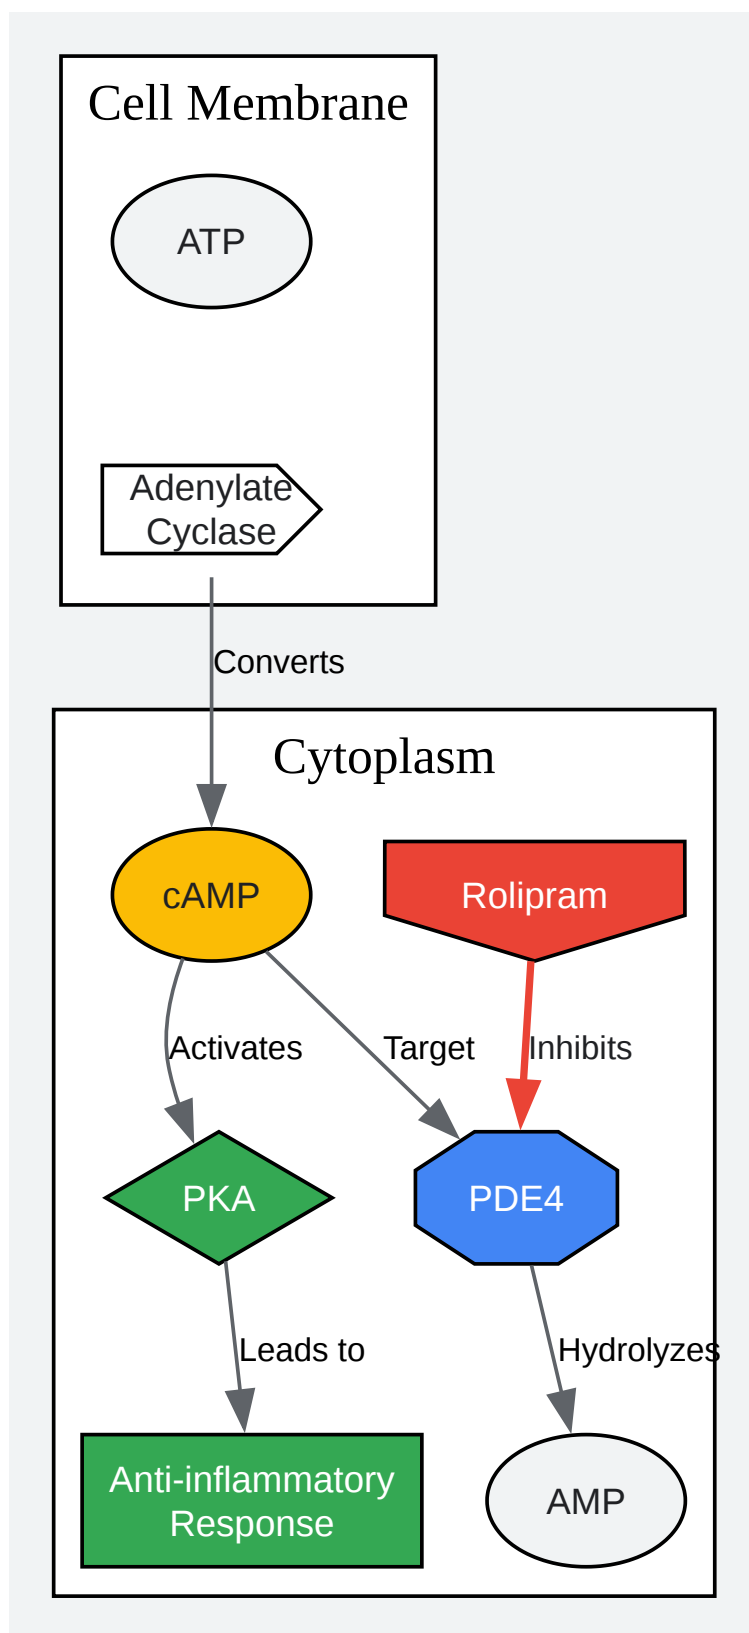 Cell Membrane
ATP
Adenylate
Cyclase
Converts
Cytoplasm
cAMP
Rolipram
Activates
Target
Inhibits
PKA
PDE4
Leads to
Hydrolyzes
Anti-inflammatory
Response
AMP